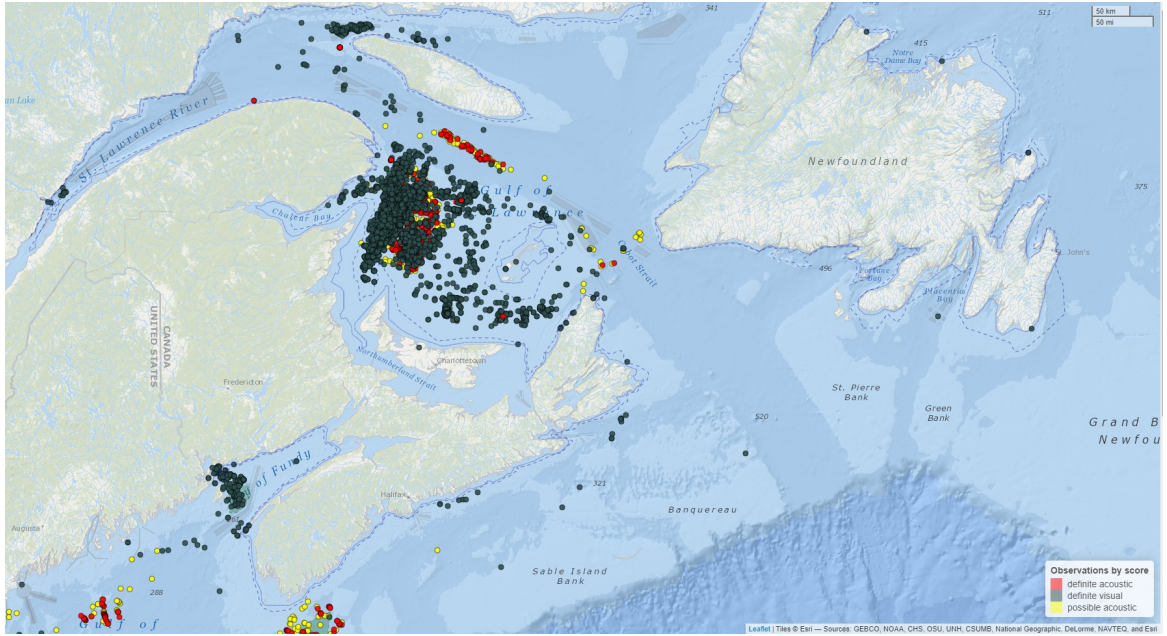 341
511
50 km
50 mi
415
Notre
Dame Bay
St. Lawrence River
Newfoundland
375
Gulf of
Lawrence
Chaleur Bay
St. John's
496
Fortune
Bay
Placentia
Bay
CANADA
UNITED STATES
Northumberland Strait
Charlottetown
Fredericton
St. Pierre
Bank
Green
Bank
520
Grand B
Newfou
of Fundy
Halifax
321
Banquereau
Augusta
Sable Island
Bank
288
Gulf of
Observations by score
definite acoustic
definite visual
possible acoustic
Leaflet | Tiles © Esri — Sources: GEBCO, NOAA, CHS, OSU, UNH, CSUMB, National Geographic, DeLorme, NAVTEQ, and Esri